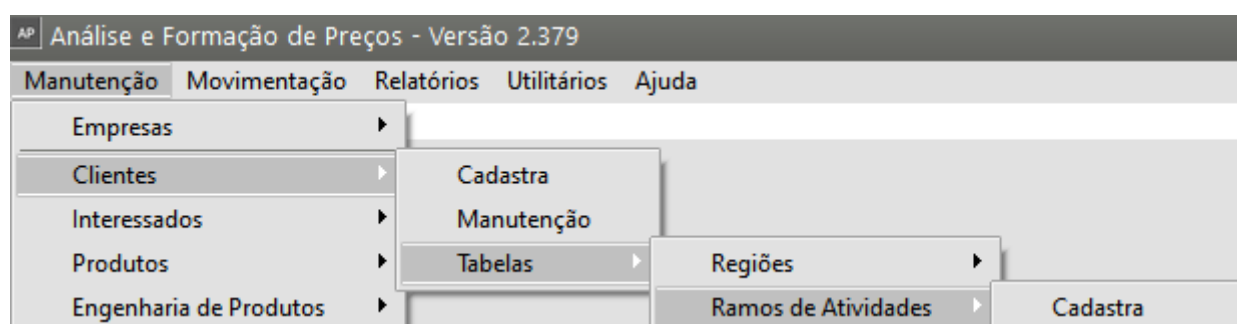 AP Análise e Formação de Preços - Versão 2.379
Manutenção Movimentação Relatórios Utilitários Ajuda
Empresas
Clientes Cadastra
Interessados Manutenção
Produtos Tabelas Regiões
Engenharia de Produtos Ramos de Atividades Cadastra